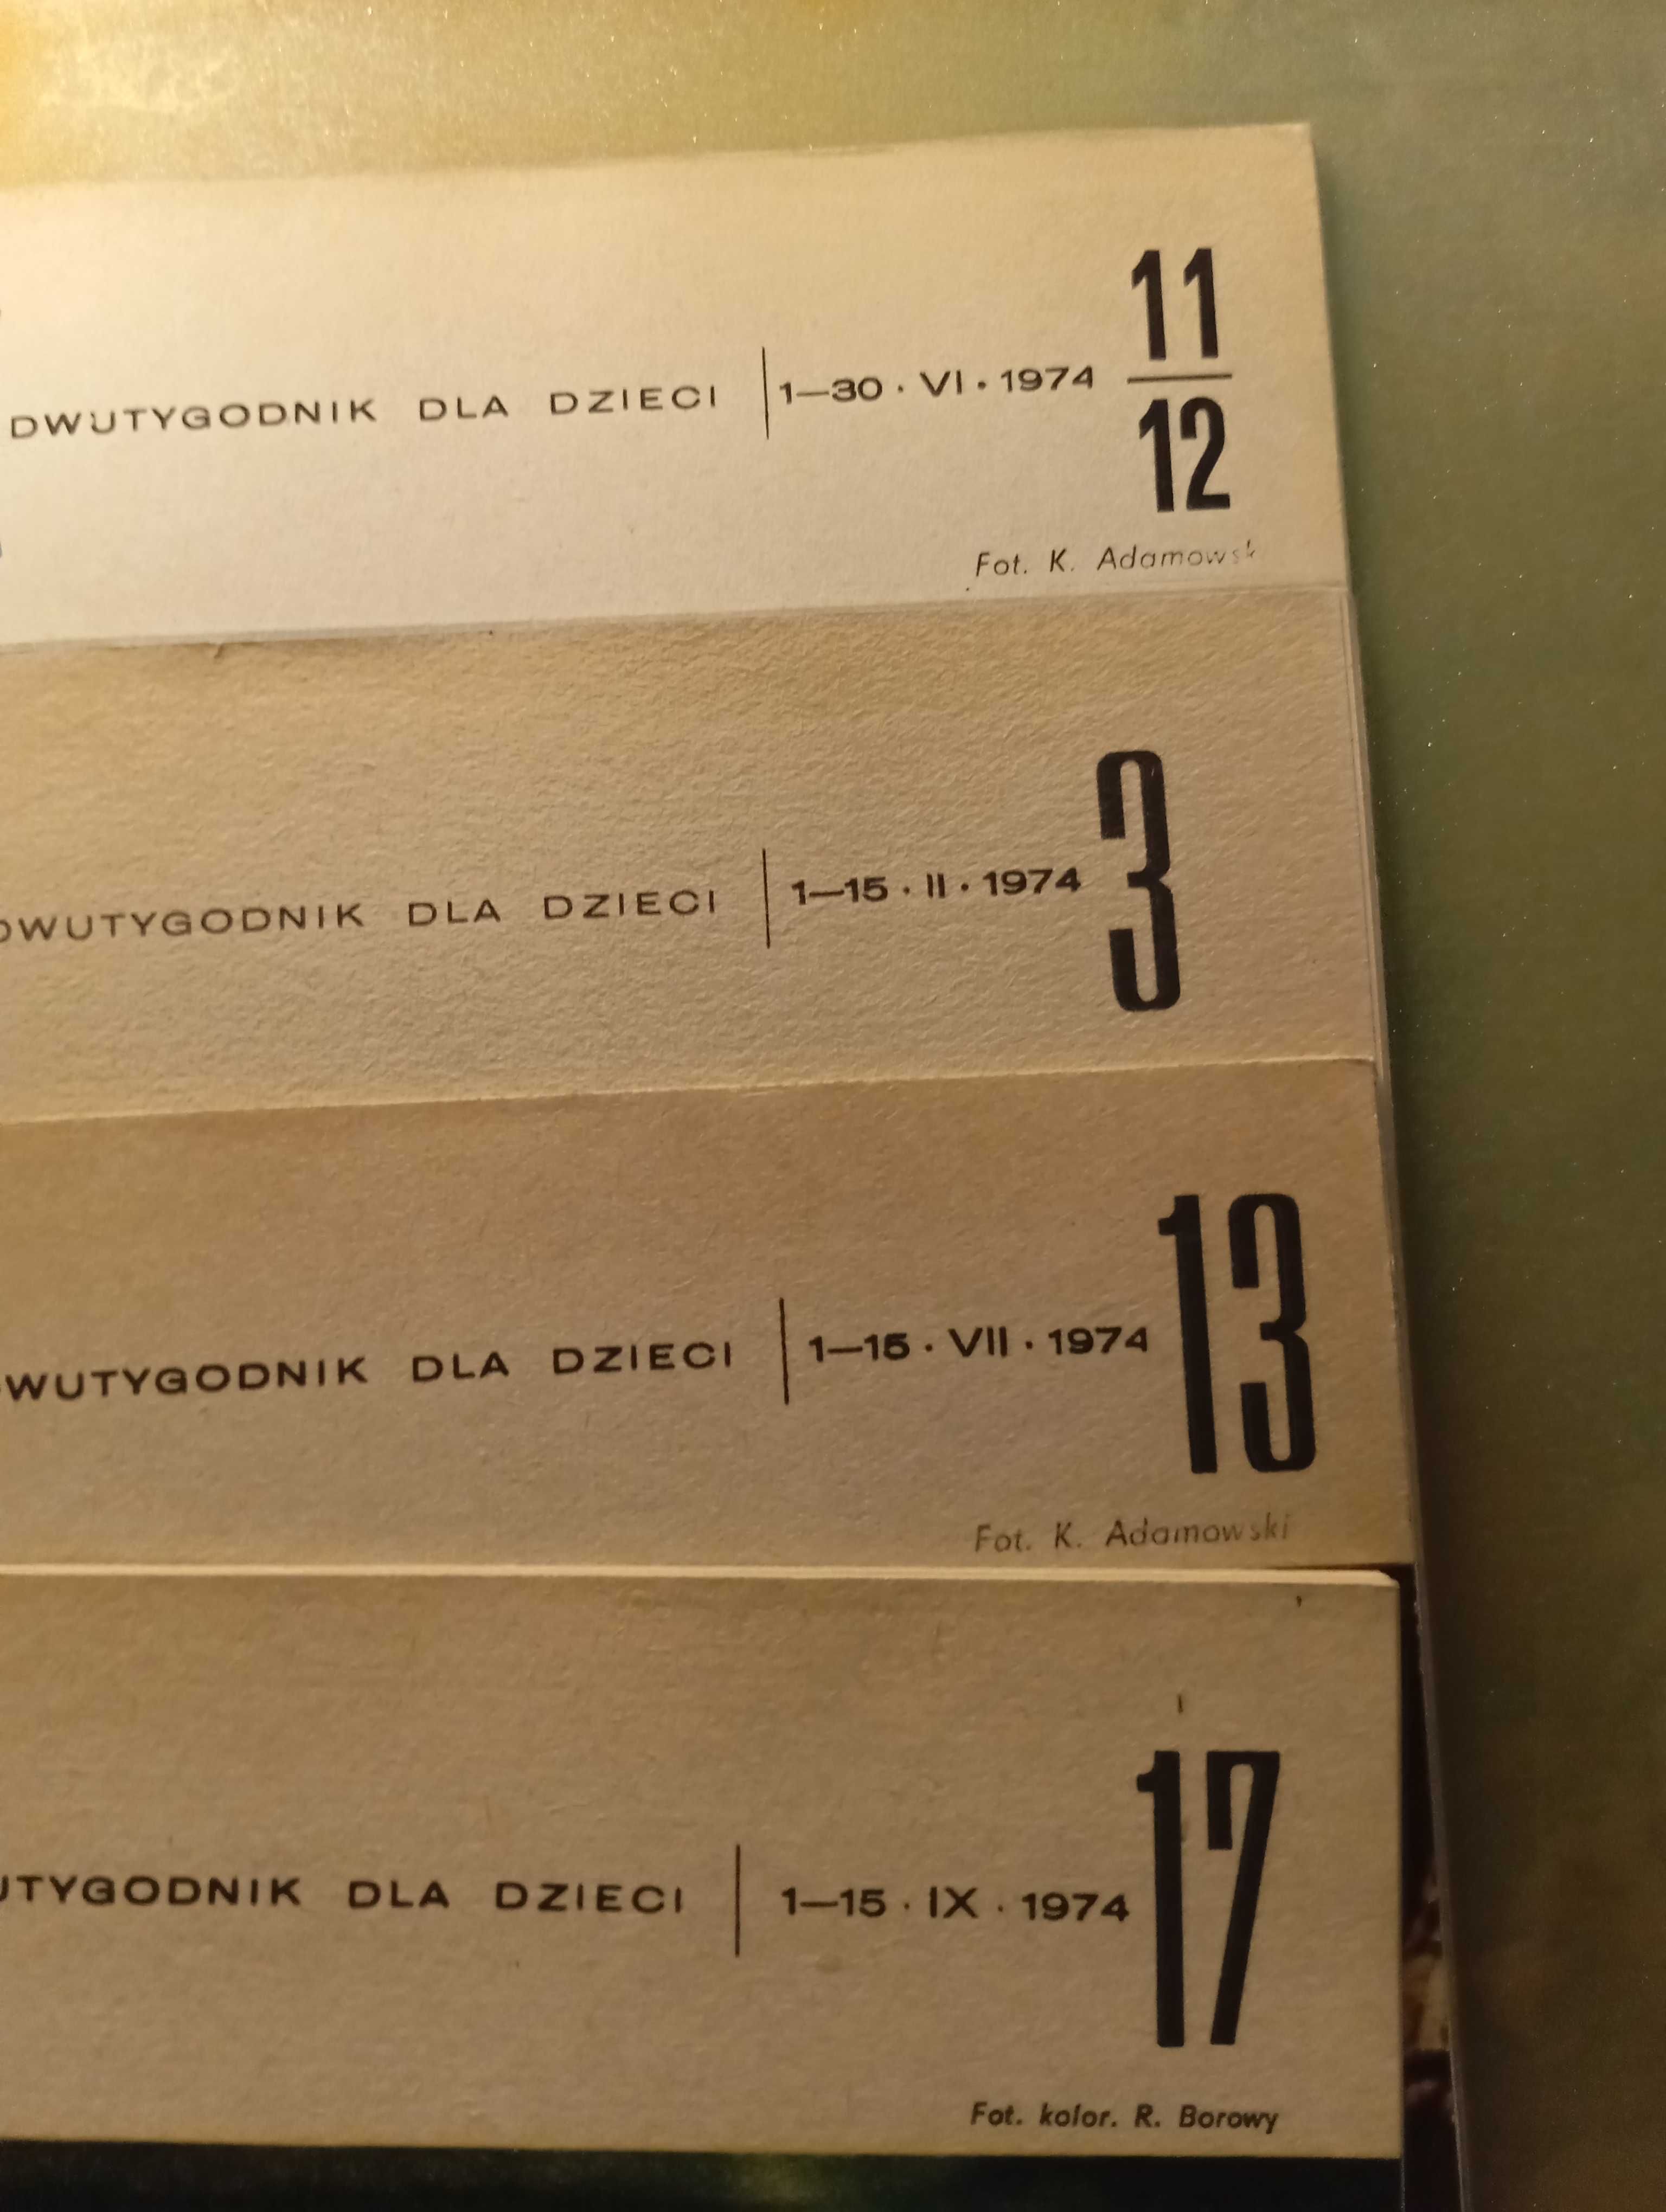 DWUTYGODNIK DLA DZIECI | 1—30 · VI · 1974 11
12
Fot. K. Adamowsk
DWUTYGODNIK DLA DZIECI | 1—15 · II · 1974 3
WUTYGODNIK DLA DZIECI | 1—15 · VII · 1974 13
Fot. K. Adamowski
UTYGODNIK DLA DZIECI | 1—15 · IX · 1974 17
Fot. kolor. R. Borowy